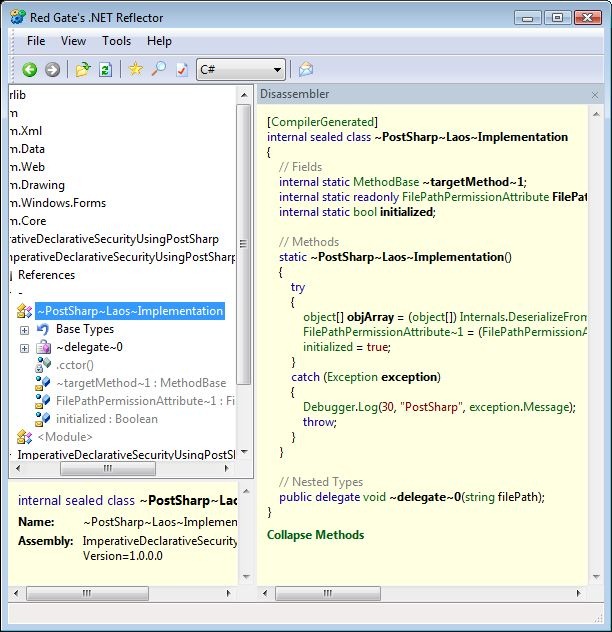 Red Gate's .NET Reflector
File View Tools Help
C#
rlib
m
m.Xml
m.Data
m.Web
m.Drawing
m.Windows.Forms
m.Core
rativeDeclarativeSecurityUsingPostSharp
mperativeDeclarativeSecurityUsingPostSharp
References
-
~PostSharp~Laos~Implementation
Base Types
~delegate~0
.cctor()
~targetMethod~1 : MethodBase
FilePathPermissionAttribute~1 : Fi
initialized : Boolean
<Module>
ImperativeDeclarativeSecurityUsingPostSh
internal sealed class ~PostSharp~Lao
Name: ~PostSharp~Laos~Implemen
Assembly: ImperativeDeclarativeSecurity
Version=1.0.0.0
Disassembler
[CompilerGenerated]
internal sealed class ~PostSharp~Laos~Implementation
{
// Fields
internal static MethodBase ~targetMethod~1;
internal static readonly FilePathPermissionAttribute FilePat
internal static bool initialized;
// Methods
static ~PostSharp~Laos~Implementation()
{
try
{
object[] objArray = (object[]) Internals.DeserializeFrom
FilePathPermissionAttribute~1 = (FilePathPermissionA
initialized = true;
}
catch (Exception exception)
{
Debugger.Log(30, "PostSharp", exception.Message);
throw;
}
}
// Nested Types
public delegate void ~delegate~0(string filePath);
}
Collapse Methods